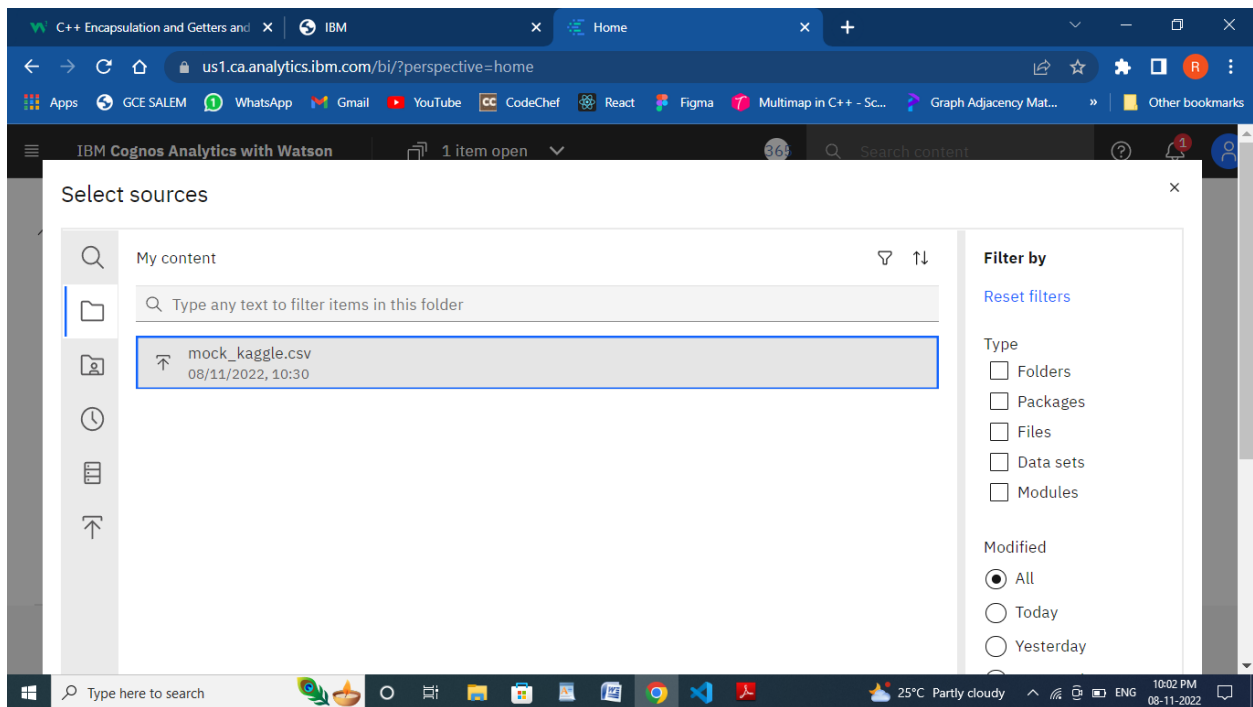 C++ Encapsulation and Getters and
IBM
Home
us1.ca.analytics.ibm.com/bi/?perspective=home
R
Apps
GCE SALEM
1
WhatsApp
Gmail
YouTube
CC
CodeChef
React
Figma
Multimap in C++ - Sc...
Graph Adjacency Mat...
»
Other bookmarks
IBM Cognos Analytics with Watson
1 item open
365
Search content
1
Select sources
My content
Type any text to filter items in this folder
mock_kaggle.csv
08/11/2022, 10:30
Filter by
Reset filters
Type
Folders
Packages
Files
Data sets
Modules
Modified
All
Today
Yesterday
Type here to search
25°C Partly cloudy
ENG
10:02 PM
08-11-2022